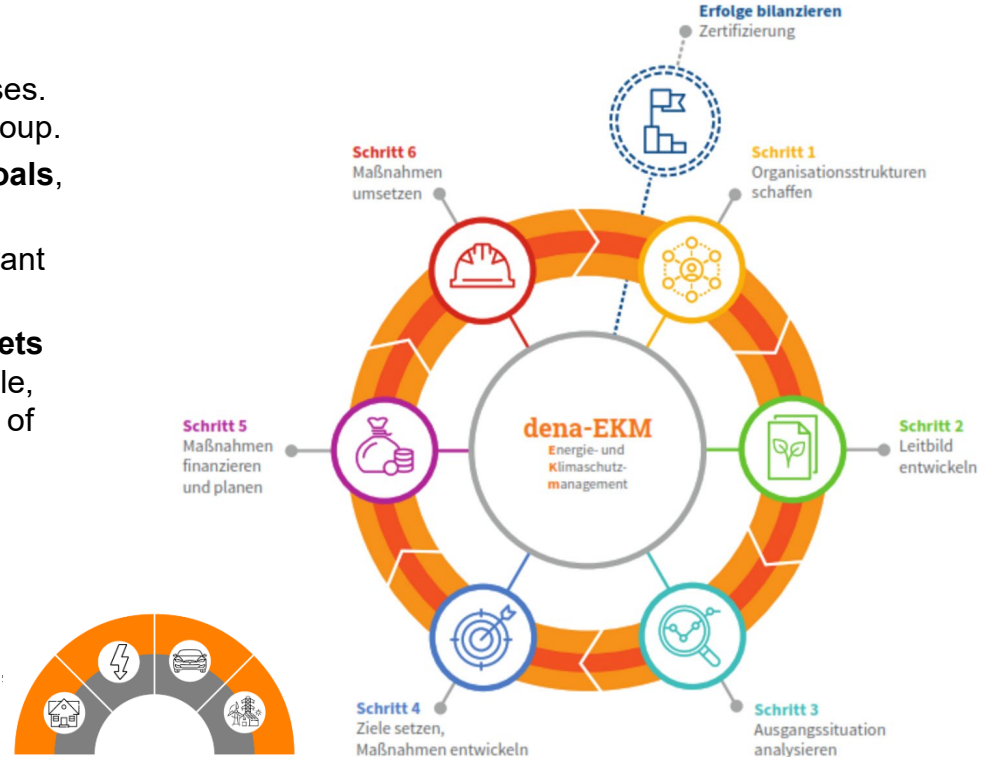 ses.
oup.
oals,
ant
ets
le,
of
Erfolge bilanzieren
Zertifizierung
Schritt 6
Maßnahmen
umsetzen
Schritt 1
Organisationsstrukturen
schaffen
Schritt 5
Maßnahmen
finanzieren
und planen
dena-EKM
Energie- und
Klimaschutz-
management
Schritt 2
Leitbild
entwickeln
Schritt 4
Ziele setzen,
Maßnahmen entwickeln
Schritt 3
Ausgangssituation
analysieren